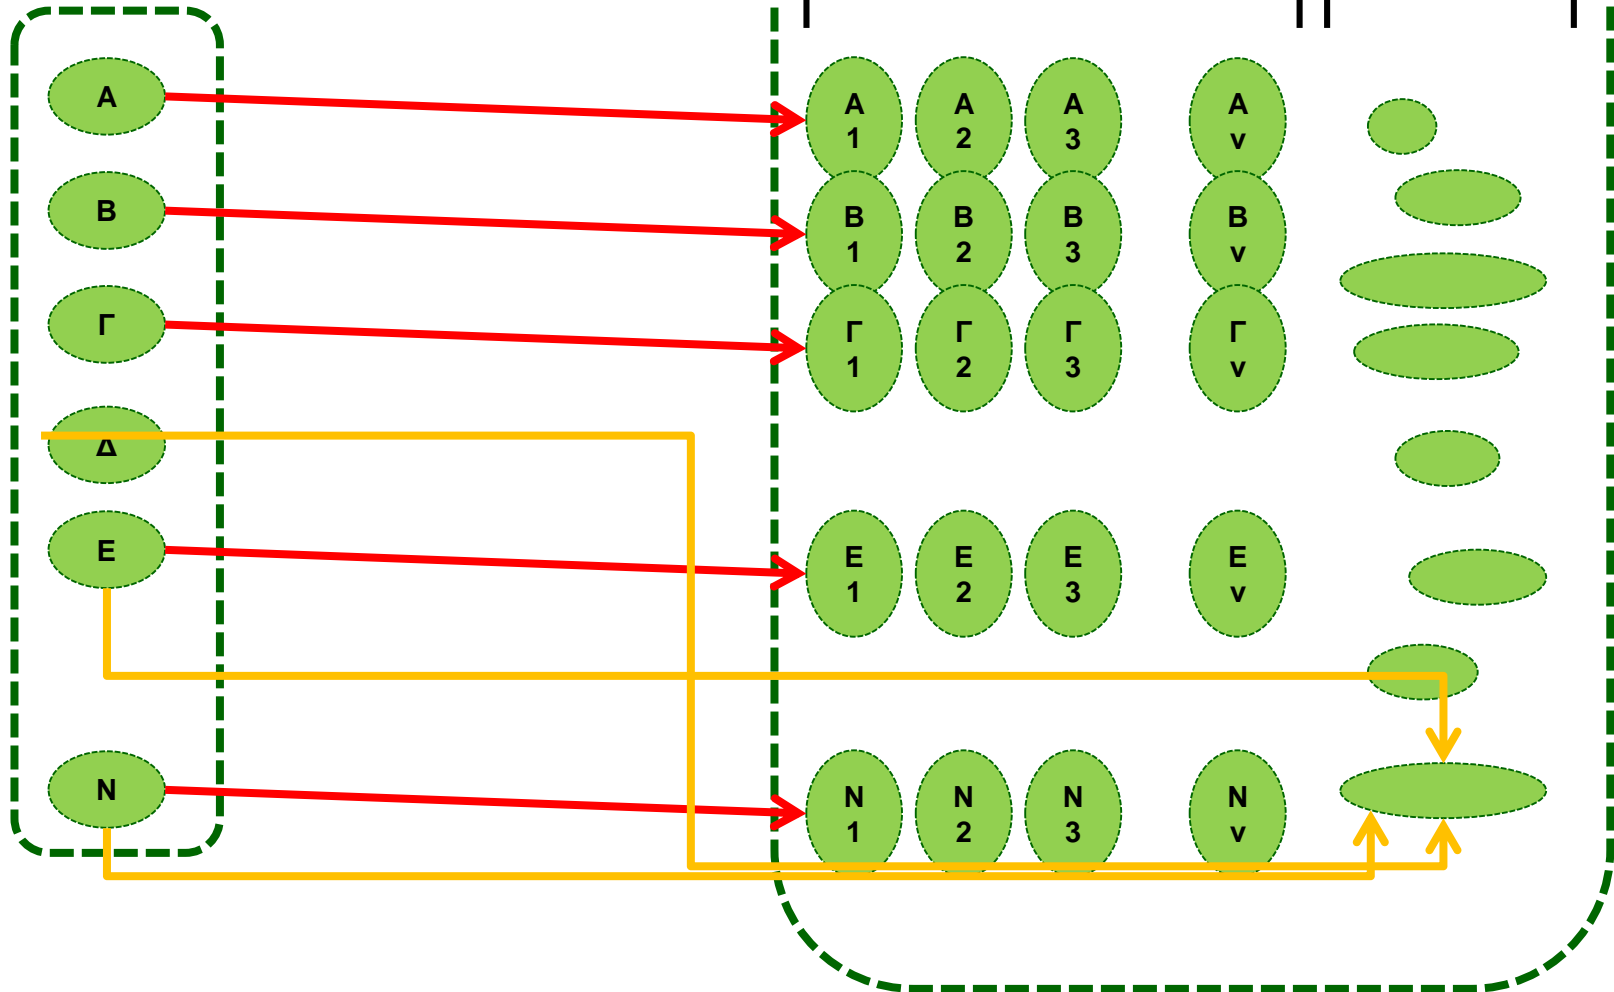 Α
Β
Γ
Δ
Ε
Ν
Α Α Α Α
1 2 3 ν
Β Β Β Β
1 2 3 ν
Γ Γ Γ Γ
1 2 3 ν
Ε Ε Ε Ε
1 2 3 ν
Ν Ν Ν Ν
1 2 3 ν